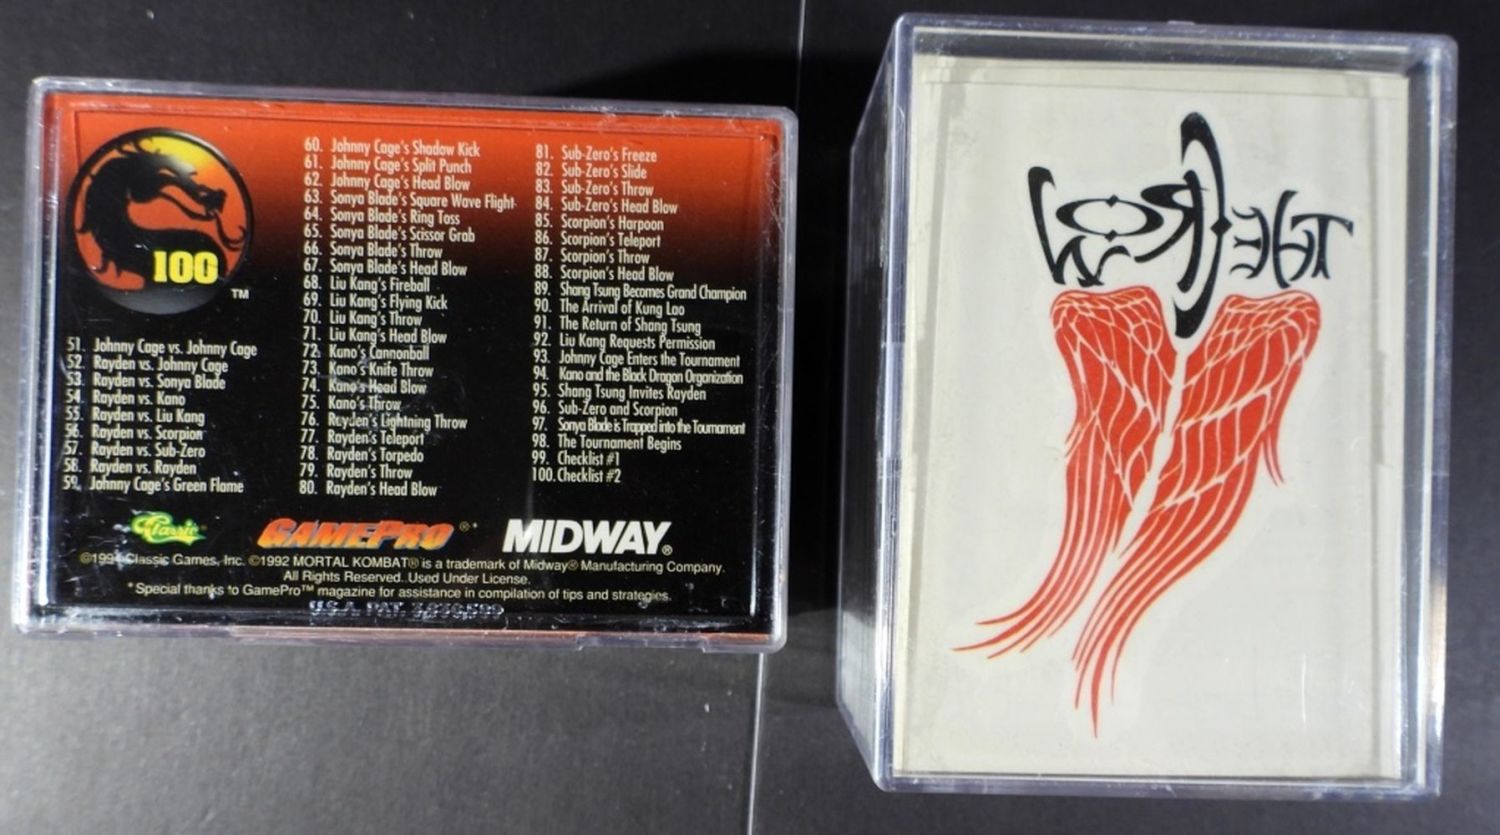 100
TM
51. Johnny Cage vs. Johnny Cage
52. Rayden vs. Johnny Cage
53. Rayden vs. Sonya Blade
54. Rayden vs. Kano
55. Rayden vs. Liu Kang
56. Rayden vs. Scorpion
57. Rayden vs. Sub-Zero
58. Rayden vs. Rayden
59. Johnny Cage's Green Flame
60. Johnny Cage's Shadow Kick
61. Johnny Cage's Split Punch
62. Johnny Cage's Head Blow
63. Sonya Blade's Square Wave Flight
64. Sonya Blade's Ring Toss
65. Sonya Blade's Scissor Grab
66. Sonya Blade's Throw
67. Sonya Blade's Head Blow
68. Liu Kang's Fireball
69. Liu Kang's Flying Kick
70. Liu Kang's Throw
71. Liu Kang's Head Blow
72. Kano's Cannonball
73. Kano's Knife Throw
74. Kano's Head Blow
75. Kano's Throw
76. Rayden's Lightning Throw
77. Rayden's Teleport
78. Rayden's Torpedo
79. Rayden's Throw
80. Rayden's Head Blow
81. Sub-Zero's Freeze
82. Sub-Zero's Slide
83. Sub-Zero's Throw
84. Sub-Zero's Head Blow
85. Scorpion's Harpoon
86. Scorpion's Teleport
87. Scorpion's Throw
88. Scorpion's Head Blow
89. Shang Tsung Becomes Grand Champion
90. The Arrival of Kung Lao
91. The Return of Shang Tsung
92. Liu Kang Requests Permission
93. Johnny Cage Enters the Tournament
94. Kano and the Black Dragon Organization
95. Shang Tsung Invites Rayden
96. Sub-Zero and Scorpion
97. Sonya Blade is Trapped into the Tournament
98. The Tournament Begins
99. Checklist #1
100. Checklist #2
Classic GAMEPRO®* MIDWAY®
©1994 Classic Games, Inc. ©1992 MORTAL KOMBAT® is a trademark of Midway® Manufacturing Company.
All Rights Reserved. Used Under License.
*Special thanks to GamePro™ magazine for assistance in compilation of tips and strategies.
U.S.A. PAT.